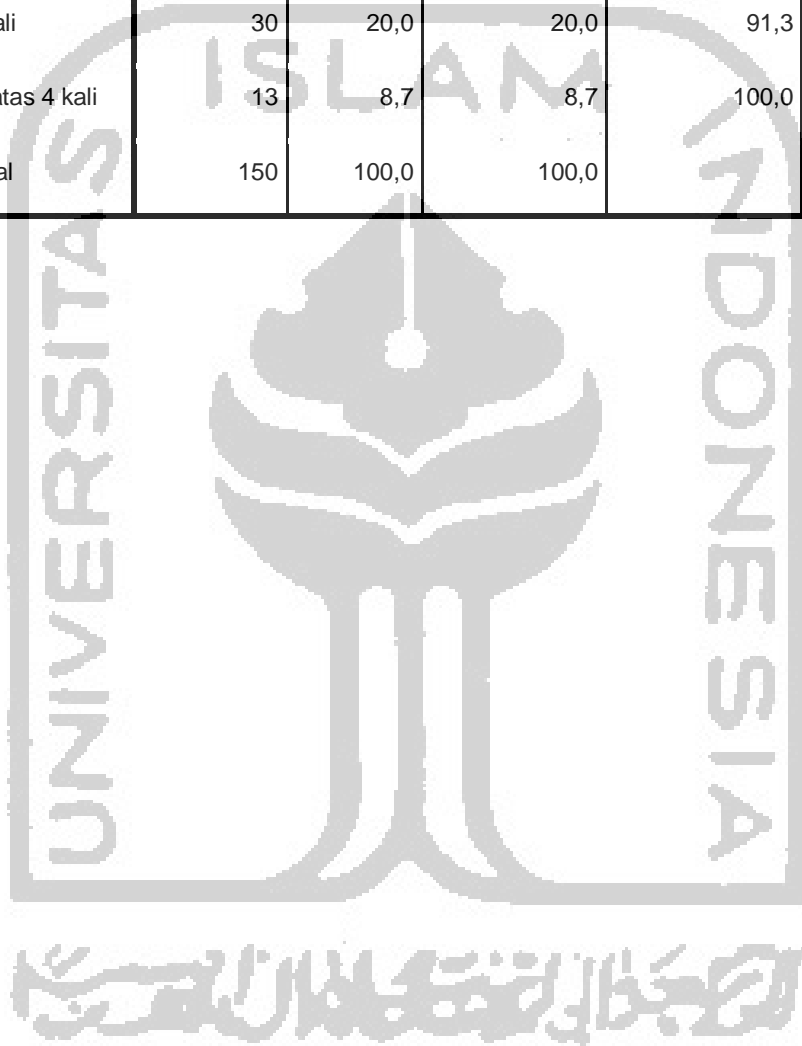 ali 30 20,0 20,0 91,3
atas 4 kali 13 8,7 8,7 100,0
al 150 100,0 100,0
ISLAM
UNIVERSITAS
INDONESIA